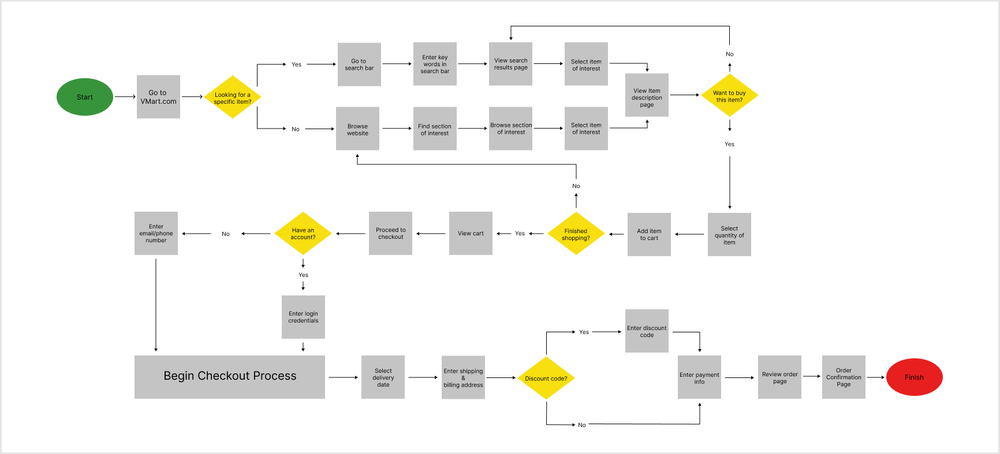 Start
Go to
VMart.com
Looking for a
specific item?
Yes
Go to
search bar
Enter key
words in
search bar
View search
results page
Select item
of interest
No
Browse
website
Find section
of interest
Browse section
of interest
Select item
of interest
View Item
description
page
Want to buy
this item?
No
Yes
Select
quantity of
item
Add item
to cart
Finished
shopping?
No
Yes
View cart
Proceed to
checkout
Have an
account?
No
Enter
email/phone
number
Yes
Enter login
credentials
Begin Checkout Process
Select
delivery
date
Enter shipping
&
billing address
Discount code?
Yes
Enter discount
code
No
Enter payment
info
Review order
page
Order
Confirmation
Page
Finish